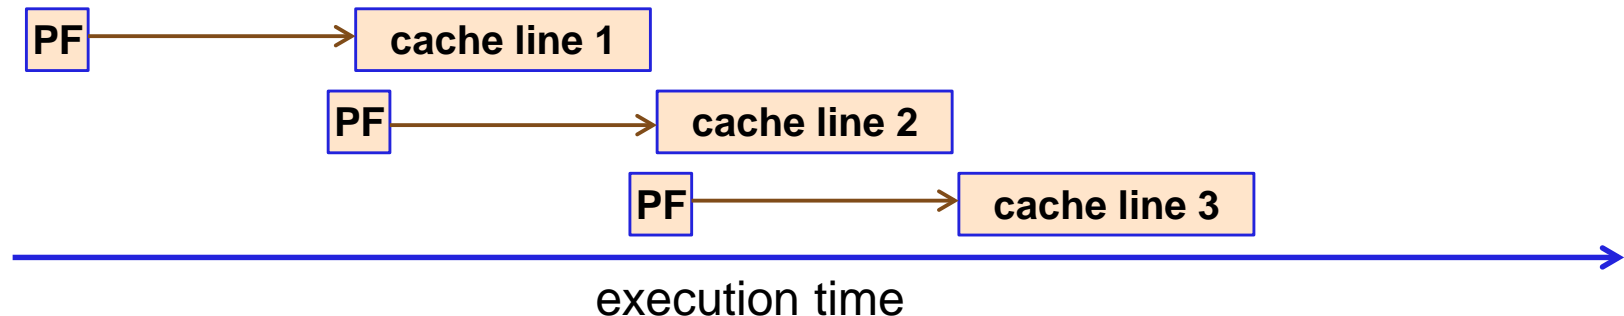 PF cache line 1
PF cache line 2
PF cache line 3
execution time